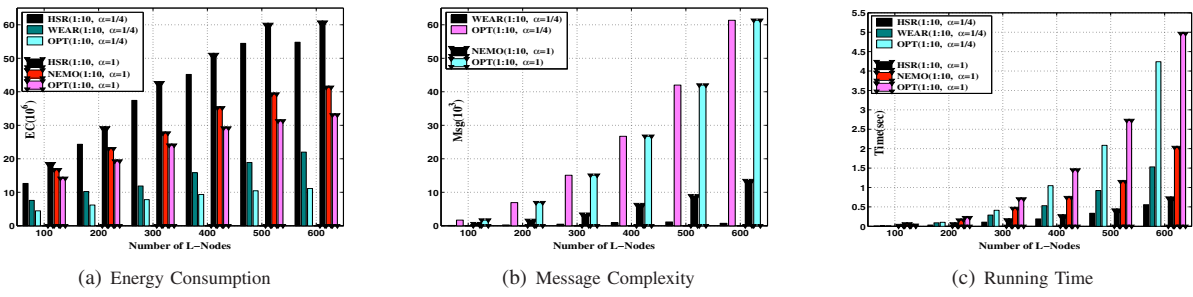 HSR(1:10, α=1/4)
WEAR(1:10, α=1/4)
OPT(1:10, α=1/4)
HSR(1:10, α=1)
NEMO(1:10, α=1)
OPT(1:10, α=1)
EC(10⁶)
70
60
50
40
30
20
10
0
100 200 300 400 500 600
Number of L−Nodes
(a) Energy Consumption
WEAR(1:10, α=1/4)
OPT(1:10, α=1/4)
NEMO(1:10, α=1)
OPT(1:10, α=1)
70
60
50
40
30
20
10
0
100 200 300 400 500 600
Number of L−Nodes
(b) Message Complexity
HSR(1:10, α=1/4)
WEAR(1:10, α=1/4)
OPT(1:10, α=1/4)
HSR(1:10, α=1)
NEMO(1:10, α=1)
OPT(1:10, α=1)
Time(sec)
5.5
5
4.5
4
3.5
3
2.5
2
1.5
1
0.5
0
100 200 300 400 500 600
Number of L−Nodes
(c) Running Time